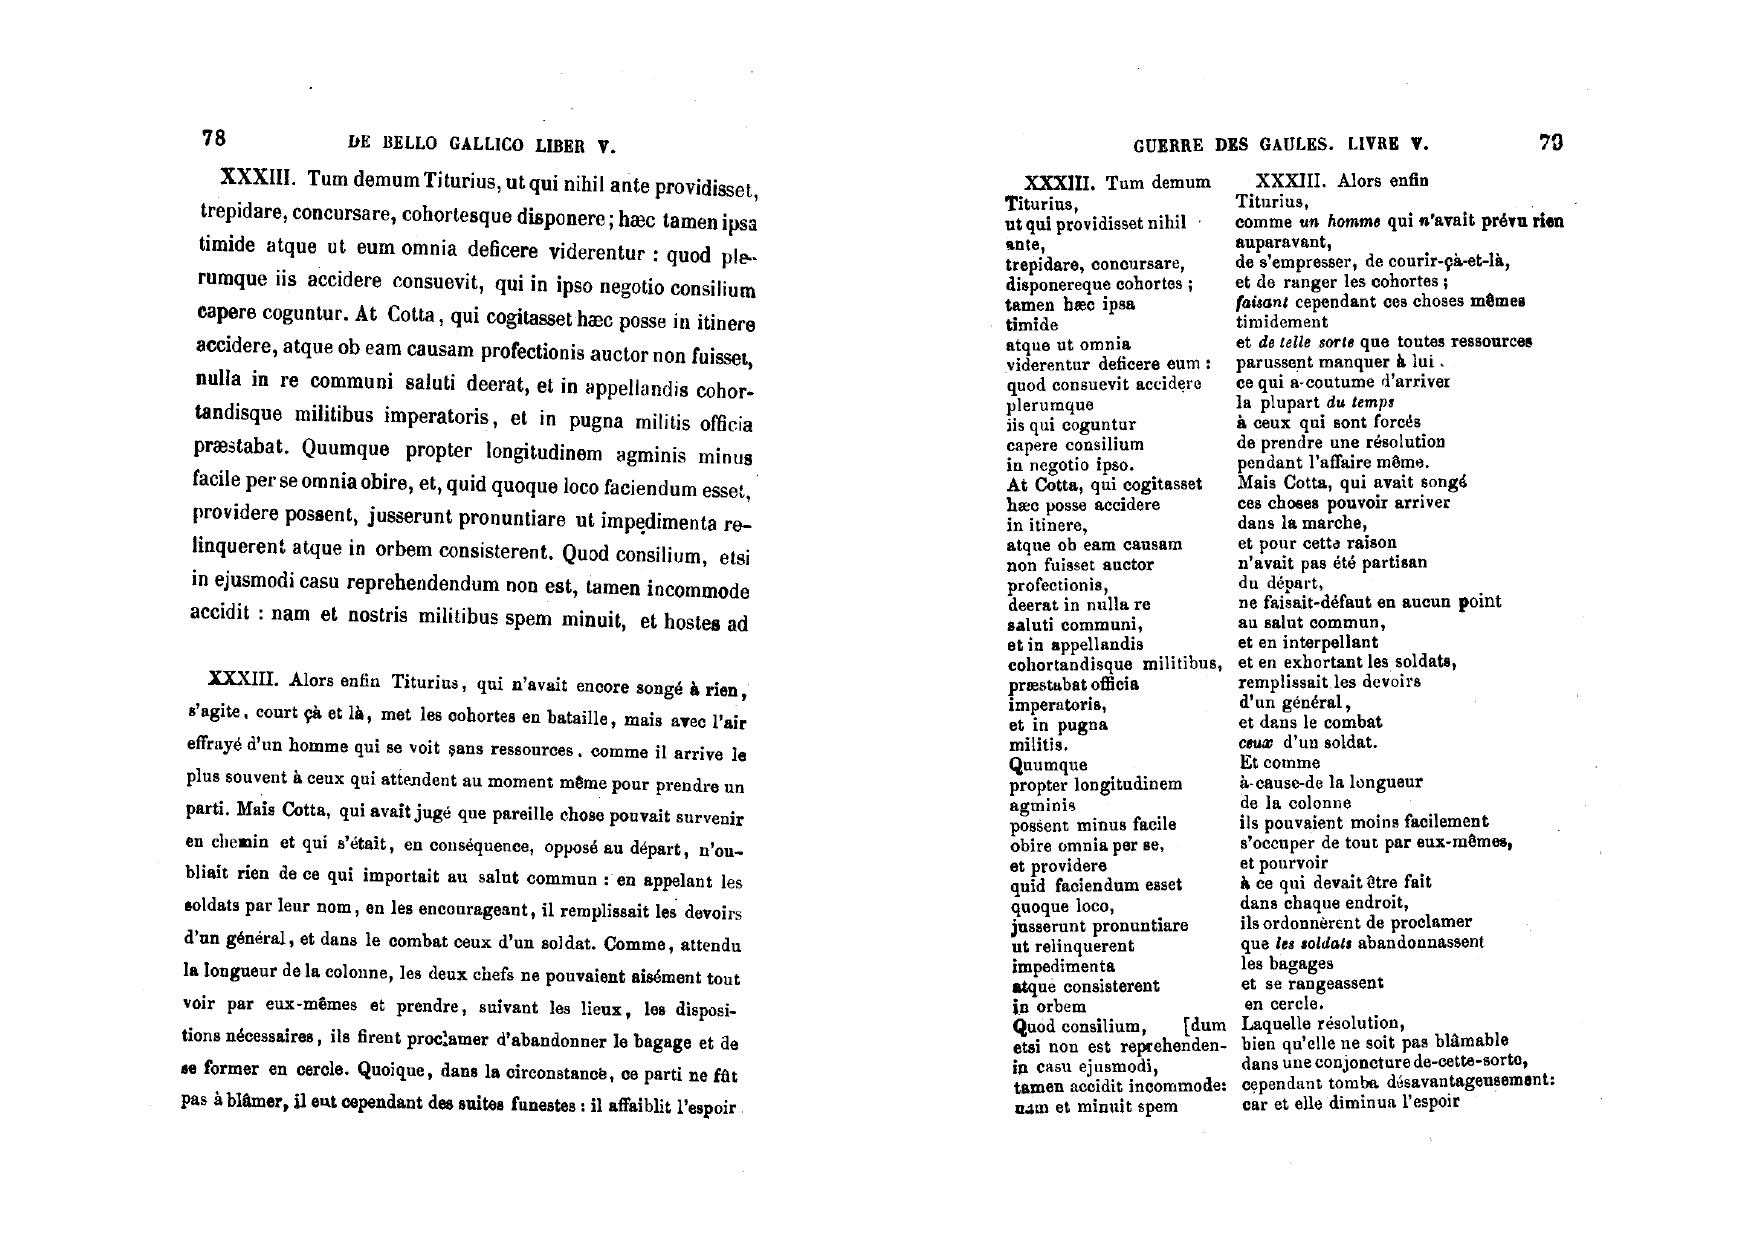 78 DE BELLO GALLICO LIBER V.
XXXIII. Tum demum Titurius, ut qui nihil ante providisset,
trepidare, concursare, cohortesque disponere; hæc tamen ipsa
timide atque ut eum omnia deficere viderentur : quod ple-
rumque iis accidere consuevit, qui in ipso negotio consilium
capere coguntur. At Cotta, qui cogitasset hæc posse in itinere
accidere, atque ob eam causam profectionis auctor non fuisset,
nulla in re communi saluti deerat, et in appellandis cohor-
tandisque militibus imperatoris, et in pugna militis officia
præstabat. Quumque propter longitudinem agminis minus
facile per se omnia obire, et, quid quoque loco faciendum esset,
providere possent, jusserunt pronuntiare ut impedimenta re-
linquerent atque in orbem consisterent. Quod consilium, etsi
in ejusmodi casu reprehendendum non est, tamen incommode
accidit : nam et nostris militibus spem minuit, et hostes ad
XXXIII. Alors enfin Titurius, qui n'avait encore songé à rien,
s'agite, court çà et là, met les cohortes en bataille, mais avec l'air
effrayé d'un homme qui se voit sans ressources, comme il arrive le
plus souvent à ceux qui attendent au moment même pour prendre un
parti. Mais Cotta, qui avait jugé que pareille chose pouvait survenir
en chemin et qui s'était, en conséquence, opposé au départ, n'ou-
bliait rien de ce qui importait au salut commun : en appelant les
soldats par leur nom, en les encourageant, il remplissait les devoirs
d'un général, et dans le combat ceux d'un soldat. Comme, attendu
la longueur de la colonne, les deux chefs ne pouvaient aisément tout
voir par eux-mêmes et prendre, suivant les lieux, les disposi-
tions nécessaires, ils firent proclamer d'abandonner le bagage et de
se former en cercle. Quoique, dans la circonstance, ce parti ne fût
pas à blâmer, il eut cependant des suites funestes : il affaiblit l'espoir
GUERRE DES GAULES. LIVRE V. 79
XXXIII. Tum demum
Titurius,
ut qui providisset nihil
ante,
trepidare, concursare,
disponereque cohortes ;
tamen hæc ipsa
timide
atque ut omnia
viderentur deficere eum :
quod consuevit accidere
plerumque
iis qui coguntur
capere consilium
in negotio ipso.
At Cotta, qui cogitasset
hæc posse accidere
in itinere,
atque ob eam causam
non fuisset auctor
profectionis,
deerat in nulla re
saluti communi,
et in appellandis
cohortandisque militibus,
præstabat officia
imperatoris,
et in pugna
militis.
Quumque
propter longitudinem
agminis
possent minus facile
obire omnia per se,
et providere
quid faciendum esset
quoque loco,
jusserunt pronuntiare
ut relinquerent
impedimenta
atque consisterent
in orbem
Quod consilium, [dum
etsi non est reprehenden-
in casu ejusmodi,
tamen accidit incommode:
nam et minuit spem
XXXIII. Alors enfin
Titurius,
comme un homme qui n'avait prévu rien
auparavant,
de s'empresser, de courir-çà-et-là,
et de ranger les cohortes ;
faisant cependant ces choses mêmes
timidement
et de telle sorte que toutes ressources
parussent manquer à lui .
ce qui a-coutume d'arriver
la plupart du temps
à ceux qui sont forcés
de prendre une résolution
pendant l'affaire même.
Mais Cotta, qui avait songé
ces choses pouvoir arriver
dans la marche,
et pour cette raison
n'avait pas été partisan
du départ,
ne faisait-défaut en aucun point
au salut commun,
et en interpellant
et en exhortant les soldats,
remplissait les devoirs
d'un général,
et dans le combat
ceux d'un soldat.
Et comme
à-cause-de la longueur
de la colonne
ils pouvaient moins facilement
s'occuper de tout par eux-mêmes,
et pourvoir
à ce qui devait être fait
dans chaque endroit,
ils ordonnèrent de proclamer
que les soldats abandonnassent
les bagages
et se rangeassent
en cercle.
Laquelle résolution,
bien qu'elle ne soit pas blâmable
dans une conjoncture de-cette-sorte,
cependant tomba désavantageusement:
car et elle diminua l'espoir